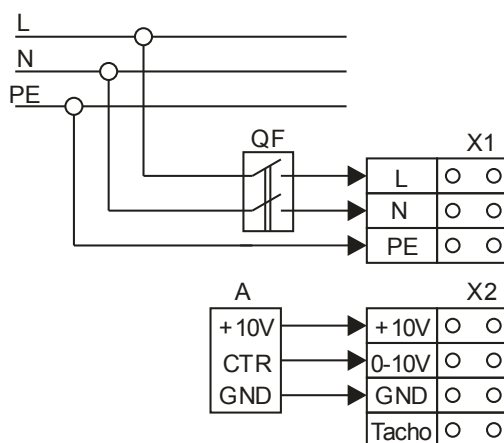 L
N
PE
QF
X1
L
N
PE
A
X2
+10V
+10V
CTR
0-10V
GND
GND
Tacho